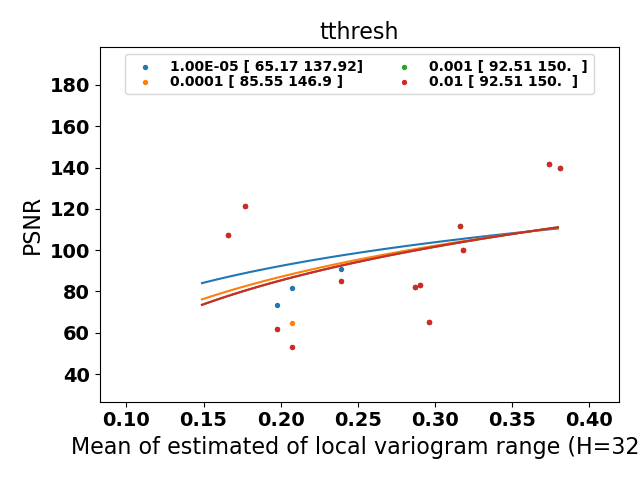 tthresh
1.00E-05 [ 65.17 137.92]
0.0001 [ 85.55 146.9 ]
0.001 [ 92.51 150.  ]
0.01 [ 92.51 150.  ]
PSNR
180
160
140
120
100
80
60
40
0.10 0.15 0.20 0.25 0.30 0.35 0.40
Mean of estimated of local variogram range (H=32